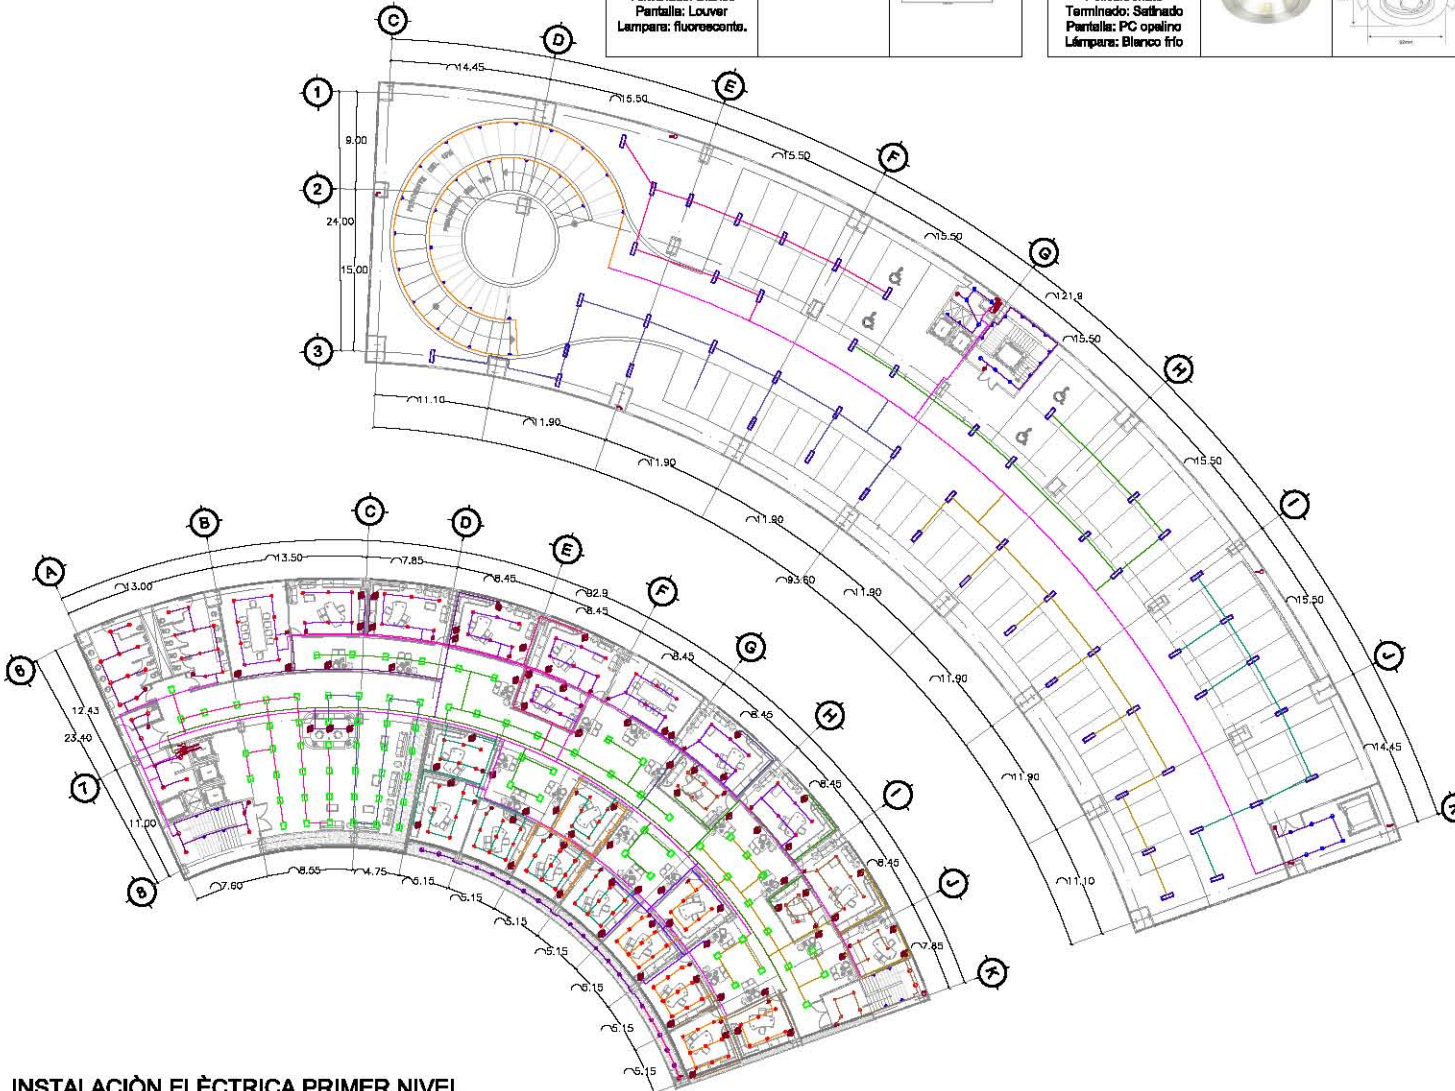 Pantalla: Louver
Lampara: fluorescente.
Terminado: Satinado
Pantalla: PC opalino
Lámpara: Blanco frío
C
D
E
F
G
H
I
J
1
2
3
14.45
15.50
15.50
15.50
15.50
121.9
15.50
15.50
15.50
14.45
9.00
24.00
15.00
11.10
11.90
11.90
11.90
11.90
93.60
11.90
11.90
11.10
A
B
C
D
E
F
G
H
I
J
K
6
7
8
13.00
13.50
7.85
8.45
92.9
8.45
8.45
8.45
8.45
8.45
7.85
12.43
23.40
11.00
7.60
8.55
4.75
5.15
5.15
5.15
5.15
5.15
5.15
5.15
INSTALACIÒN ELÈCTRICA PRIMER NIVEL